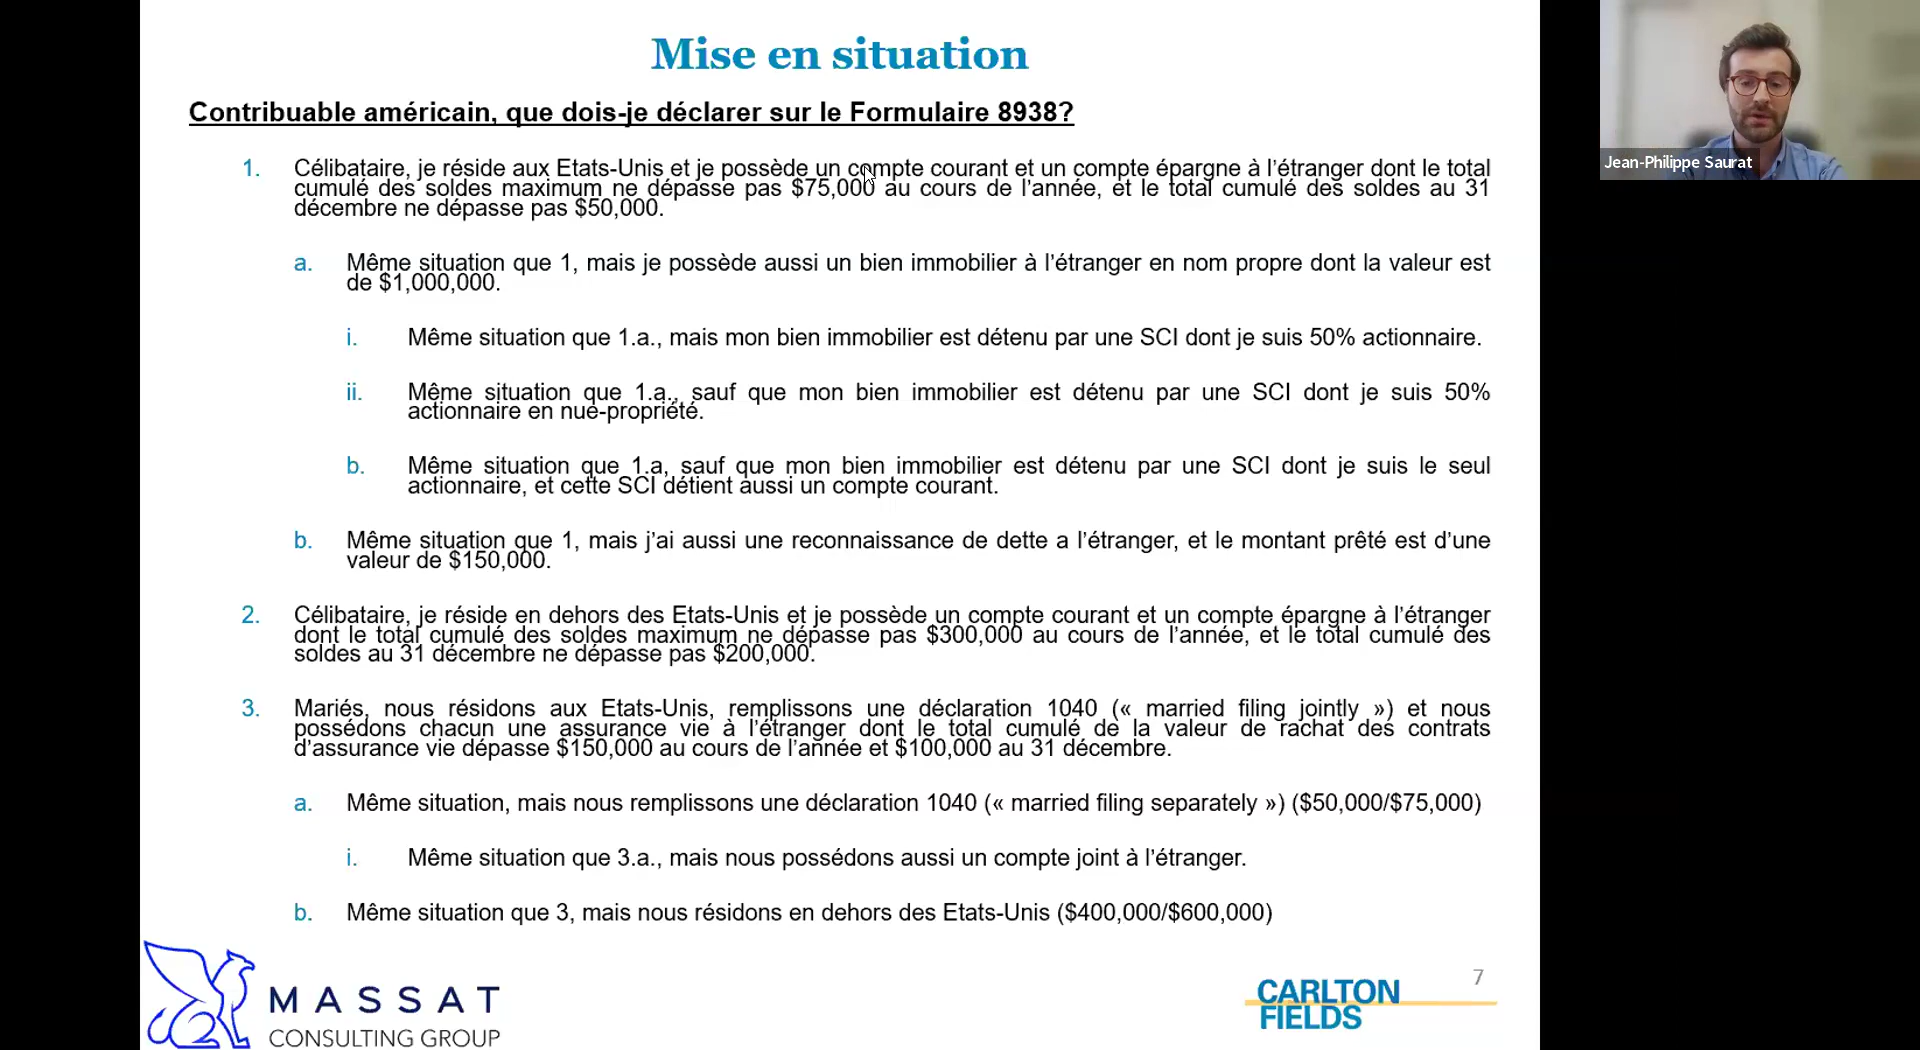 Mise en situation
Contribuable américain, que dois-je déclarer sur le Formulaire 8938?
1. Célibataire, je réside aux Etats-Unis et je possède un compte courant et un compte épargne à l’étranger dont le total
cumulé des soldes maximum ne dépasse pas $75,000 au cours de l’année, et le total cumulé des soldes au 31
décembre ne dépasse pas $50,000.
a. Même situation que 1, mais je possède aussi un bien immobilier à l’étranger en nom propre dont la valeur est
de $1,000,000.
i. Même situation que 1.a., mais mon bien immobilier est détenu par une SCI dont je suis 50% actionnaire.
ii. Même situation que 1.a., sauf que mon bien immobilier est détenu par une SCI dont je suis 50%
actionnaire en nue-propriété.
b. Même situation que 1.a, sauf que mon bien immobilier est détenu par une SCI dont je suis le seul
actionnaire, et cette SCI détient aussi un compte courant.
b. Même situation que 1, mais j’ai aussi une reconnaissance de dette a l’étranger, et le montant prêté est d’une
valeur de $150,000.
2. Célibataire, je réside en dehors des Etats-Unis et je possède un compte courant et un compte épargne à l’étranger
dont le total cumulé des soldes maximum ne dépasse pas $300,000 au cours de l’année, et le total cumulé des
soldes au 31 décembre ne dépasse pas $200,000.
3. Mariés, nous résidons aux Etats-Unis, remplissons une déclaration 1040 (« married filing jointly ») et nous
possédons chacun une assurance vie à l’étranger dont le total cumulé de la valeur de rachat des contrats
d’assurance vie dépasse $150,000 au cours de l’année et $100,000 au 31 décembre.
a. Même situation, mais nous remplissons une déclaration 1040 (« married filing separately ») ($50,000/$75,000)
i. Même situation que 3.a., mais nous possédons aussi un compte joint à l’étranger.
b. Même situation que 3, mais nous résidons en dehors des Etats-Unis ($400,000/$600,000)
MASSAT
CONSULTING GROUP
CARLTON
FIELDS
7
Jean-Philippe Saurat